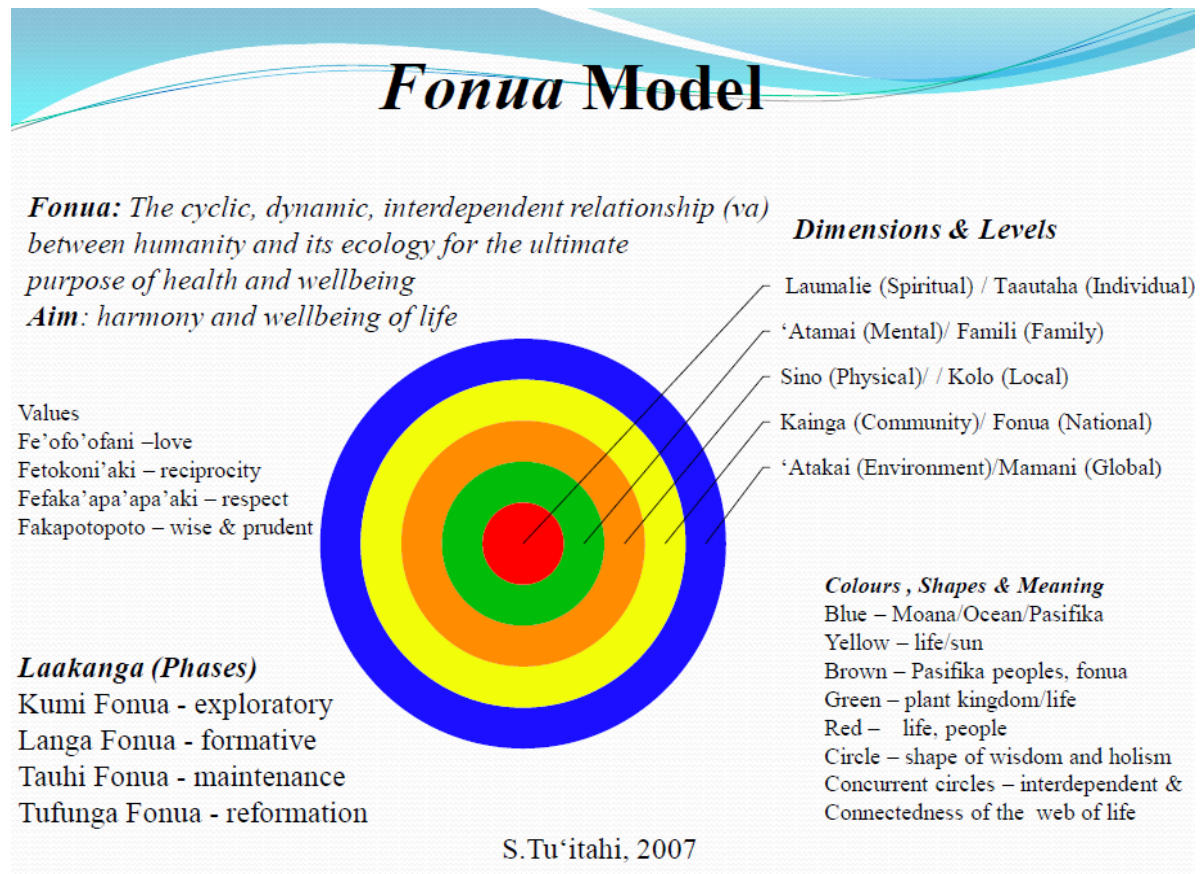 Fonua Model
Fonua: The cyclic, dynamic, interdependent relationship (va)
between humanity and its ecology for the ultimate
purpose of health and wellbeing
Aim: harmony and wellbeing of life
Dimensions & Levels
Laumalie (Spiritual) / Taautaha (Individual)
‘Atamai (Mental)/ Famili (Family)
Sino (Physical)/ / Kolo (Local)
Kainga (Community)/ Fonua (National)
‘Atakai (Environment)/Mamani (Global)
Values
Fe’ofo’ofani –love
Fetokoni’aki – reciprocity
Fefaka’apa’apa’aki – respect
Fakapotopoto – wise & prudent
Laakanga (Phases)
Kumi Fonua - exploratory
Langa Fonua - formative
Tauhi Fonua - maintenance
Tufunga Fonua - reformation
Colours , Shapes & Meaning
Blue – Moana/Ocean/Pasifika
Yellow – life/sun
Brown – Pasifika peoples, fonua
Green – plant kingdom/life
Red – life, people
Circle – shape of wisdom and holism
Concurrent circles – interdependent &
Connectedness of the web of life
S.Tu‘itahi, 2007